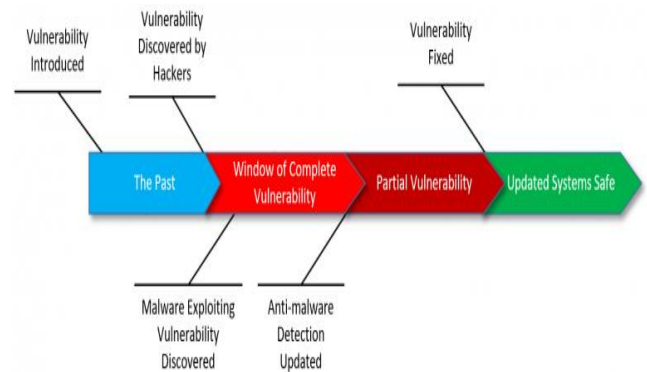 Vulnerability
Introduced
Vulnerability
Discovered by
Hackers
Vulnerability
Fixed
The Past
Window of Complete
Vulnerability
Partial Vulnerability
Updated Systems Safe
Malware Exploiting
Vulnerability
Discovered
Anti-malware
Detection
Updated